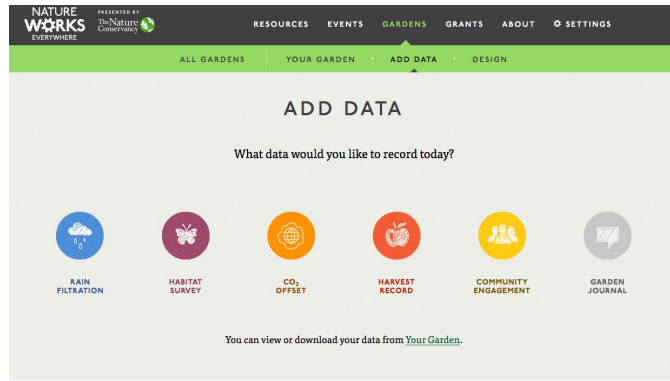 NATURE
WORKS
EVERYWHERE
PRESENTED BY
The Nature
Conservancy
RESOURCES EVENTS GARDENS GRANTS ABOUT SETTINGS
ALL GARDENS YOUR GARDEN ADD DATA DESIGN
ADD DATA
What data would you like to record today?
RAIN
FILTRATION
HABITAT
SURVEY
CO₂
OFFSET
HARVEST
RECORD
COMMUNITY
ENGAGEMENT
GARDEN
JOURNAL
You can view or download your data from Your Garden.